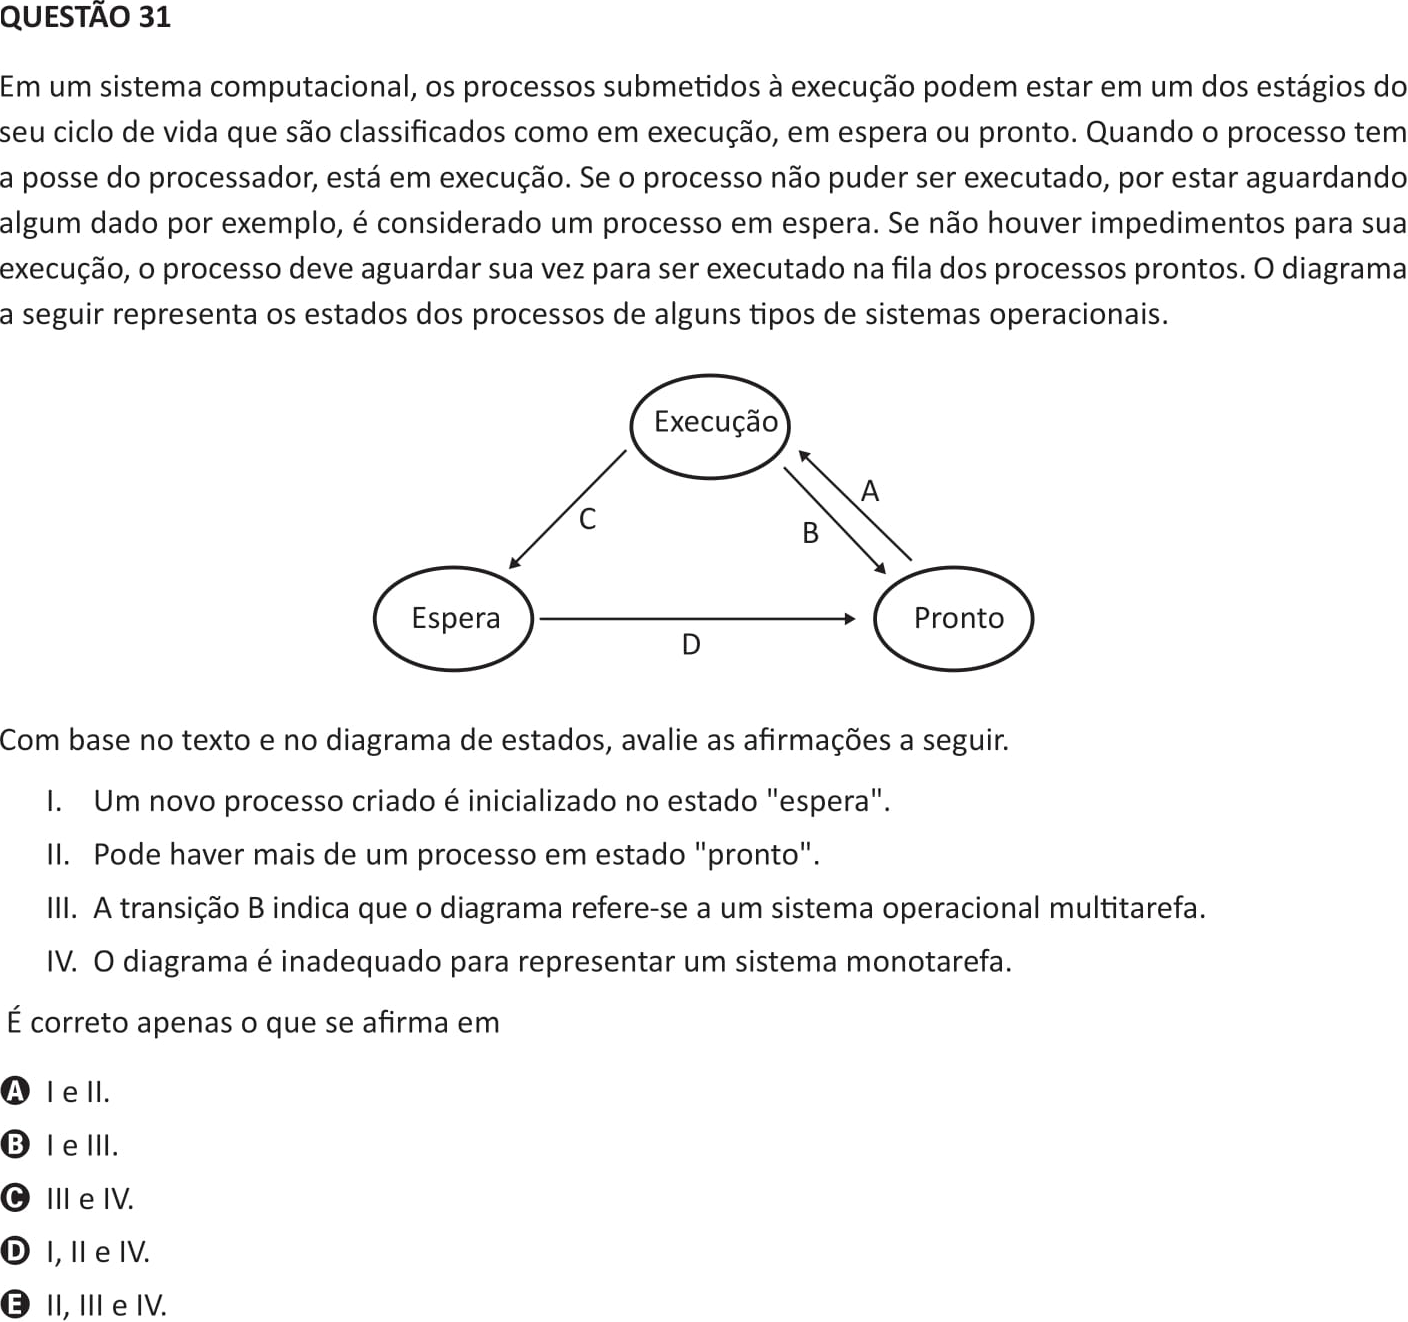 QUESTÃO 31
Em um sistema computacional, os processos submetidos à execução podem estar em um dos estágios do
seu ciclo de vida que são classificados como em execução, em espera ou pronto. Quando o processo tem
a posse do processador, está em execução. Se o processo não puder ser executado, por estar aguardando
algum dado por exemplo, é considerado um processo em espera. Se não houver impedimentos para sua
execução, o processo deve aguardar sua vez para ser executado na fila dos processos prontos. O diagrama
a seguir representa os estados dos processos de alguns tipos de sistemas operacionais.
Execução
A
C
B
Espera
Pronto
D
Com base no texto e no diagrama de estados, avalie as afirmações a seguir.
I. Um novo processo criado é inicializado no estado "espera".
II. Pode haver mais de um processo em estado "pronto".
III. A transição B indica que o diagrama refere-se a um sistema operacional multitarefa.
IV. O diagrama é inadequado para representar um sistema monotarefa.
É correto apenas o que se afirma em
A I e II.
B I e III.
C III e IV.
D I, II e IV.
E II, III e IV.